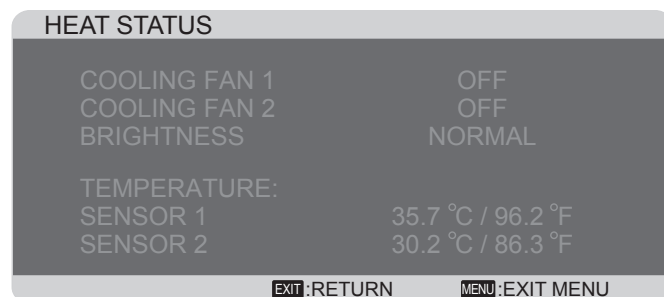 HEAT STATUS
COOLING FAN 1 OFF
COOLING FAN 2 OFF
BRIGHTNESS NORMAL
TEMPERATURE:
SENSOR 1 35.7 °C / 96.2 °F
SENSOR 2 30.2 °C / 86.3 °F
EXIT:RETURN MENU:EXIT MENU